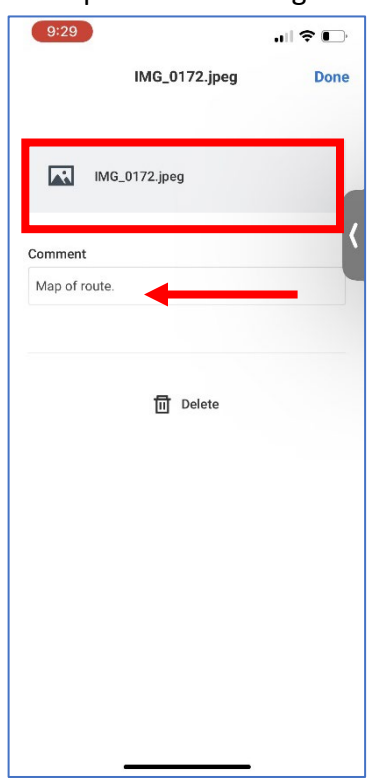 9:29
IMG_0172.jpeg Done
IMG_0172.jpeg
Comment
Map of route.
Delete